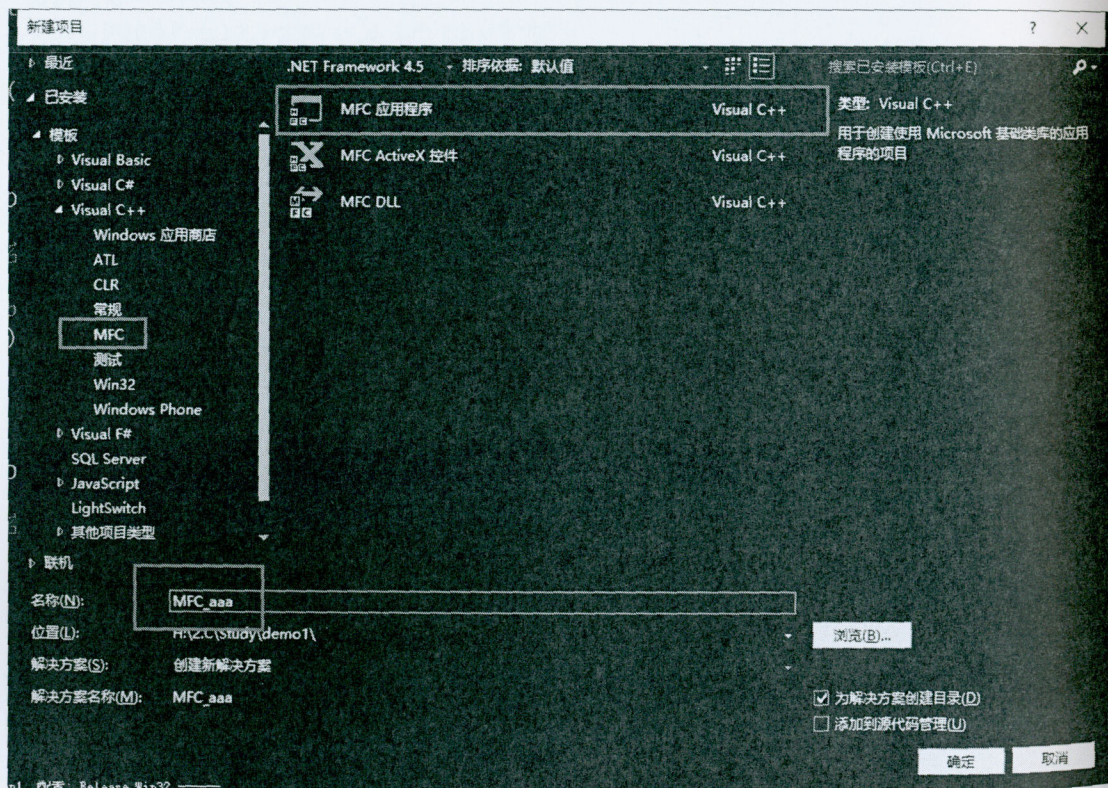 新建项目
? ×
最近
.NET Framework 4.5 排序依据: 默认值
搜索已安装模板(Ctrl+E)
已安装
模板
Visual Basic
Visual C#
Visual C++
Windows 应用商店
ATL
CLR
常规
MFC
测试
Win32
Windows Phone
Visual F#
SQL Server
JavaScript
LightSwitch
其他项目类型
联机
MFC 应用程序 Visual C++
MFC ActiveX 控件 Visual C++
MFC DLL Visual C++
类型: Visual C++
用于创建使用 Microsoft 基础类库的应用
程序的项目
名称(N): MFC_aaa
位置(L): H:\2.C\Study\demo1\
浏览(B)...
解决方案(S): 创建新解决方案
解决方案名称(M): MFC_aaa
为解决方案创建目录(D)
添加到源代码管理(U)
确定 取消
Release Win32